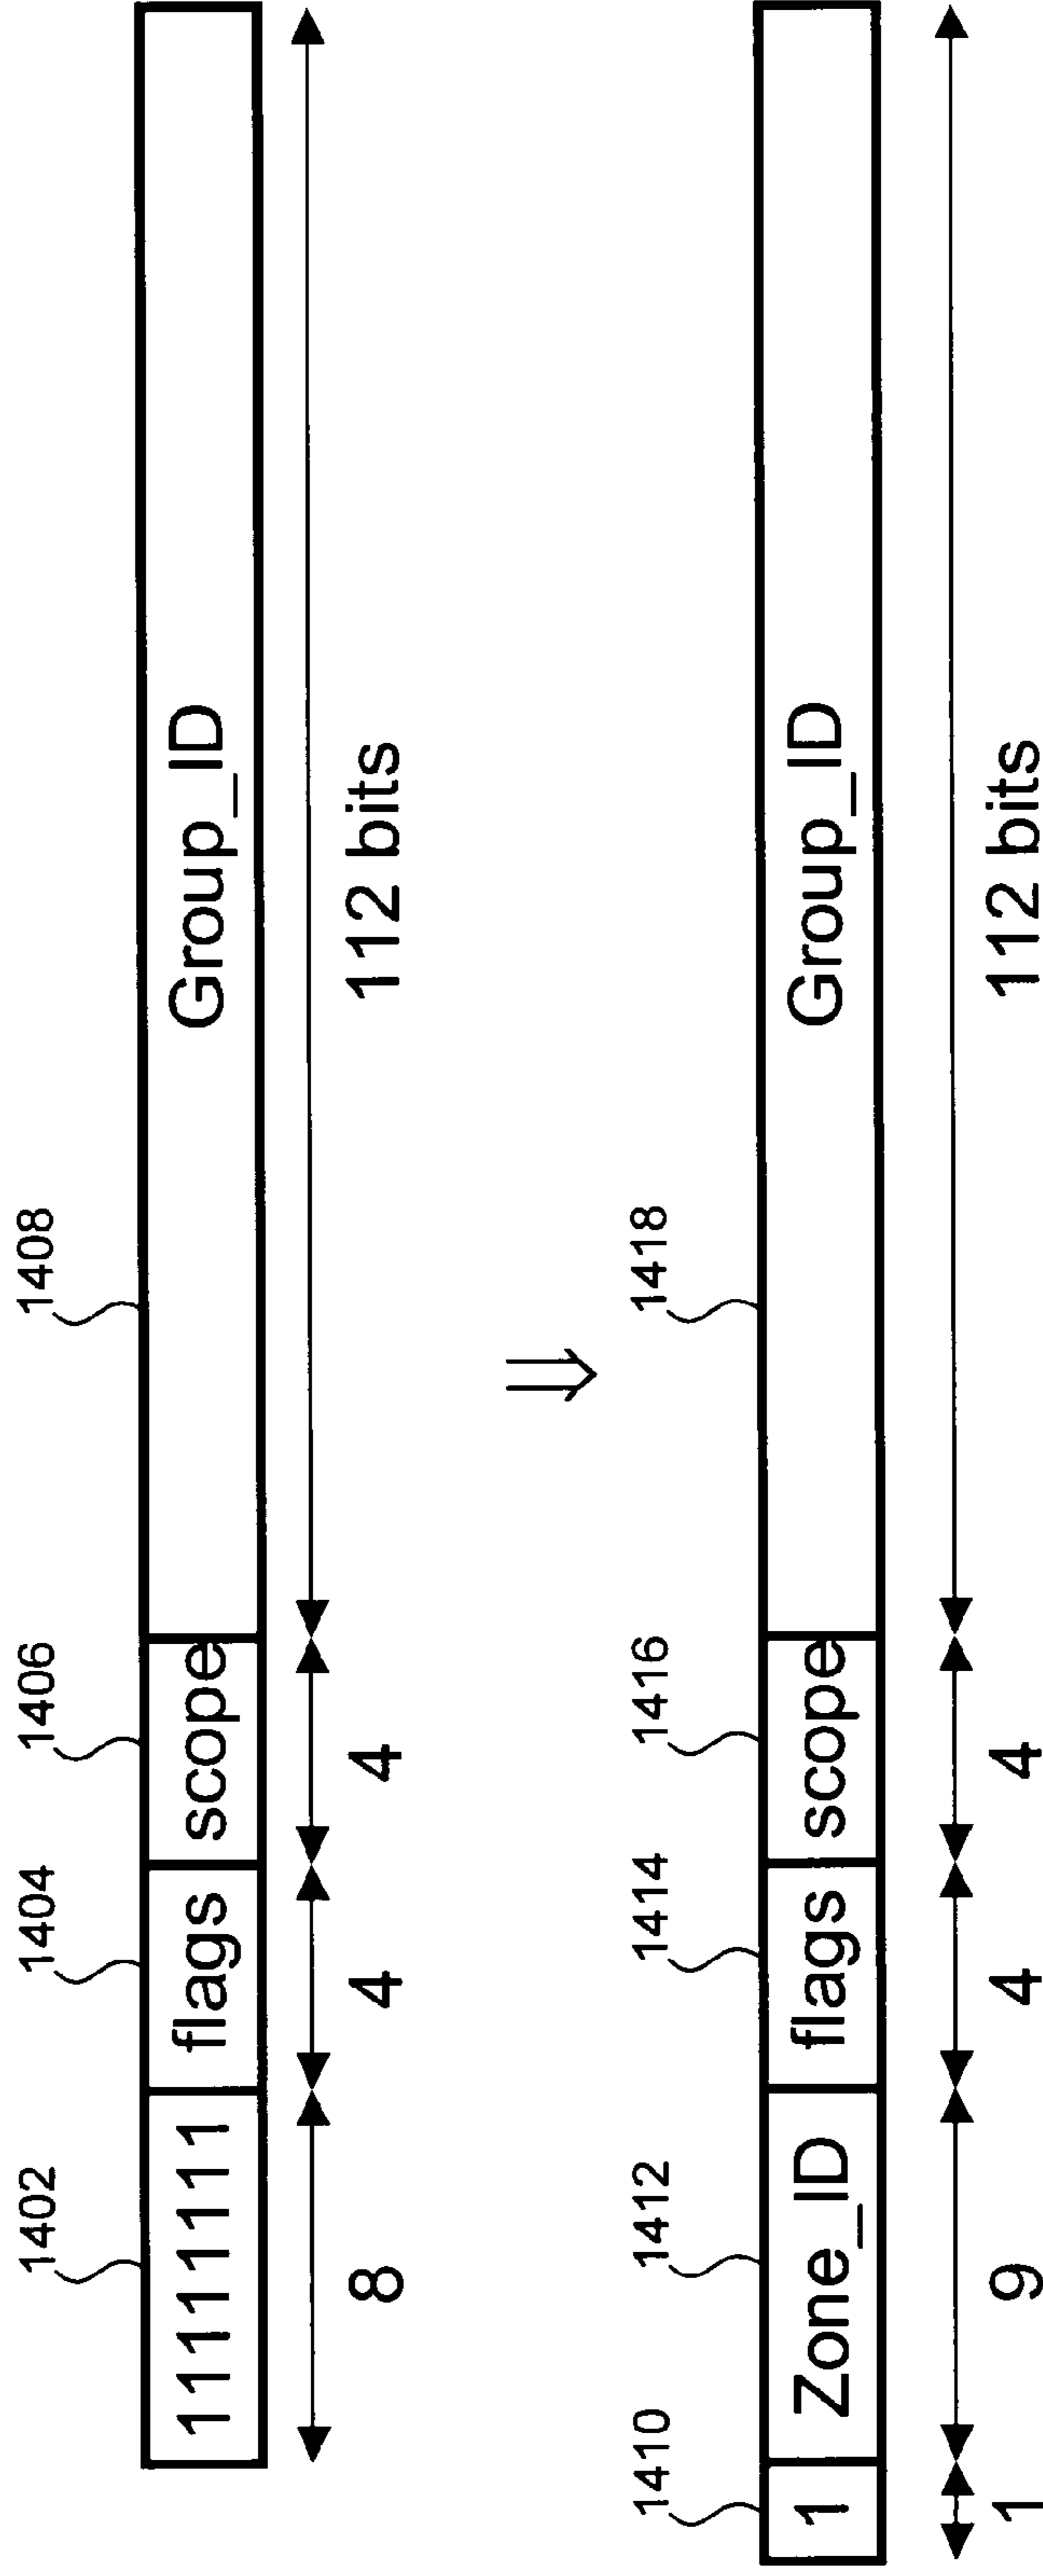 1402 1404 1406 1408
11111111 flags scope Group_ID
8 4 4 112 bits
⇒
1410 1412 1414 1416 1418
1 Zone_ID flags scope Group_ID
1 9 4 4 112 bits